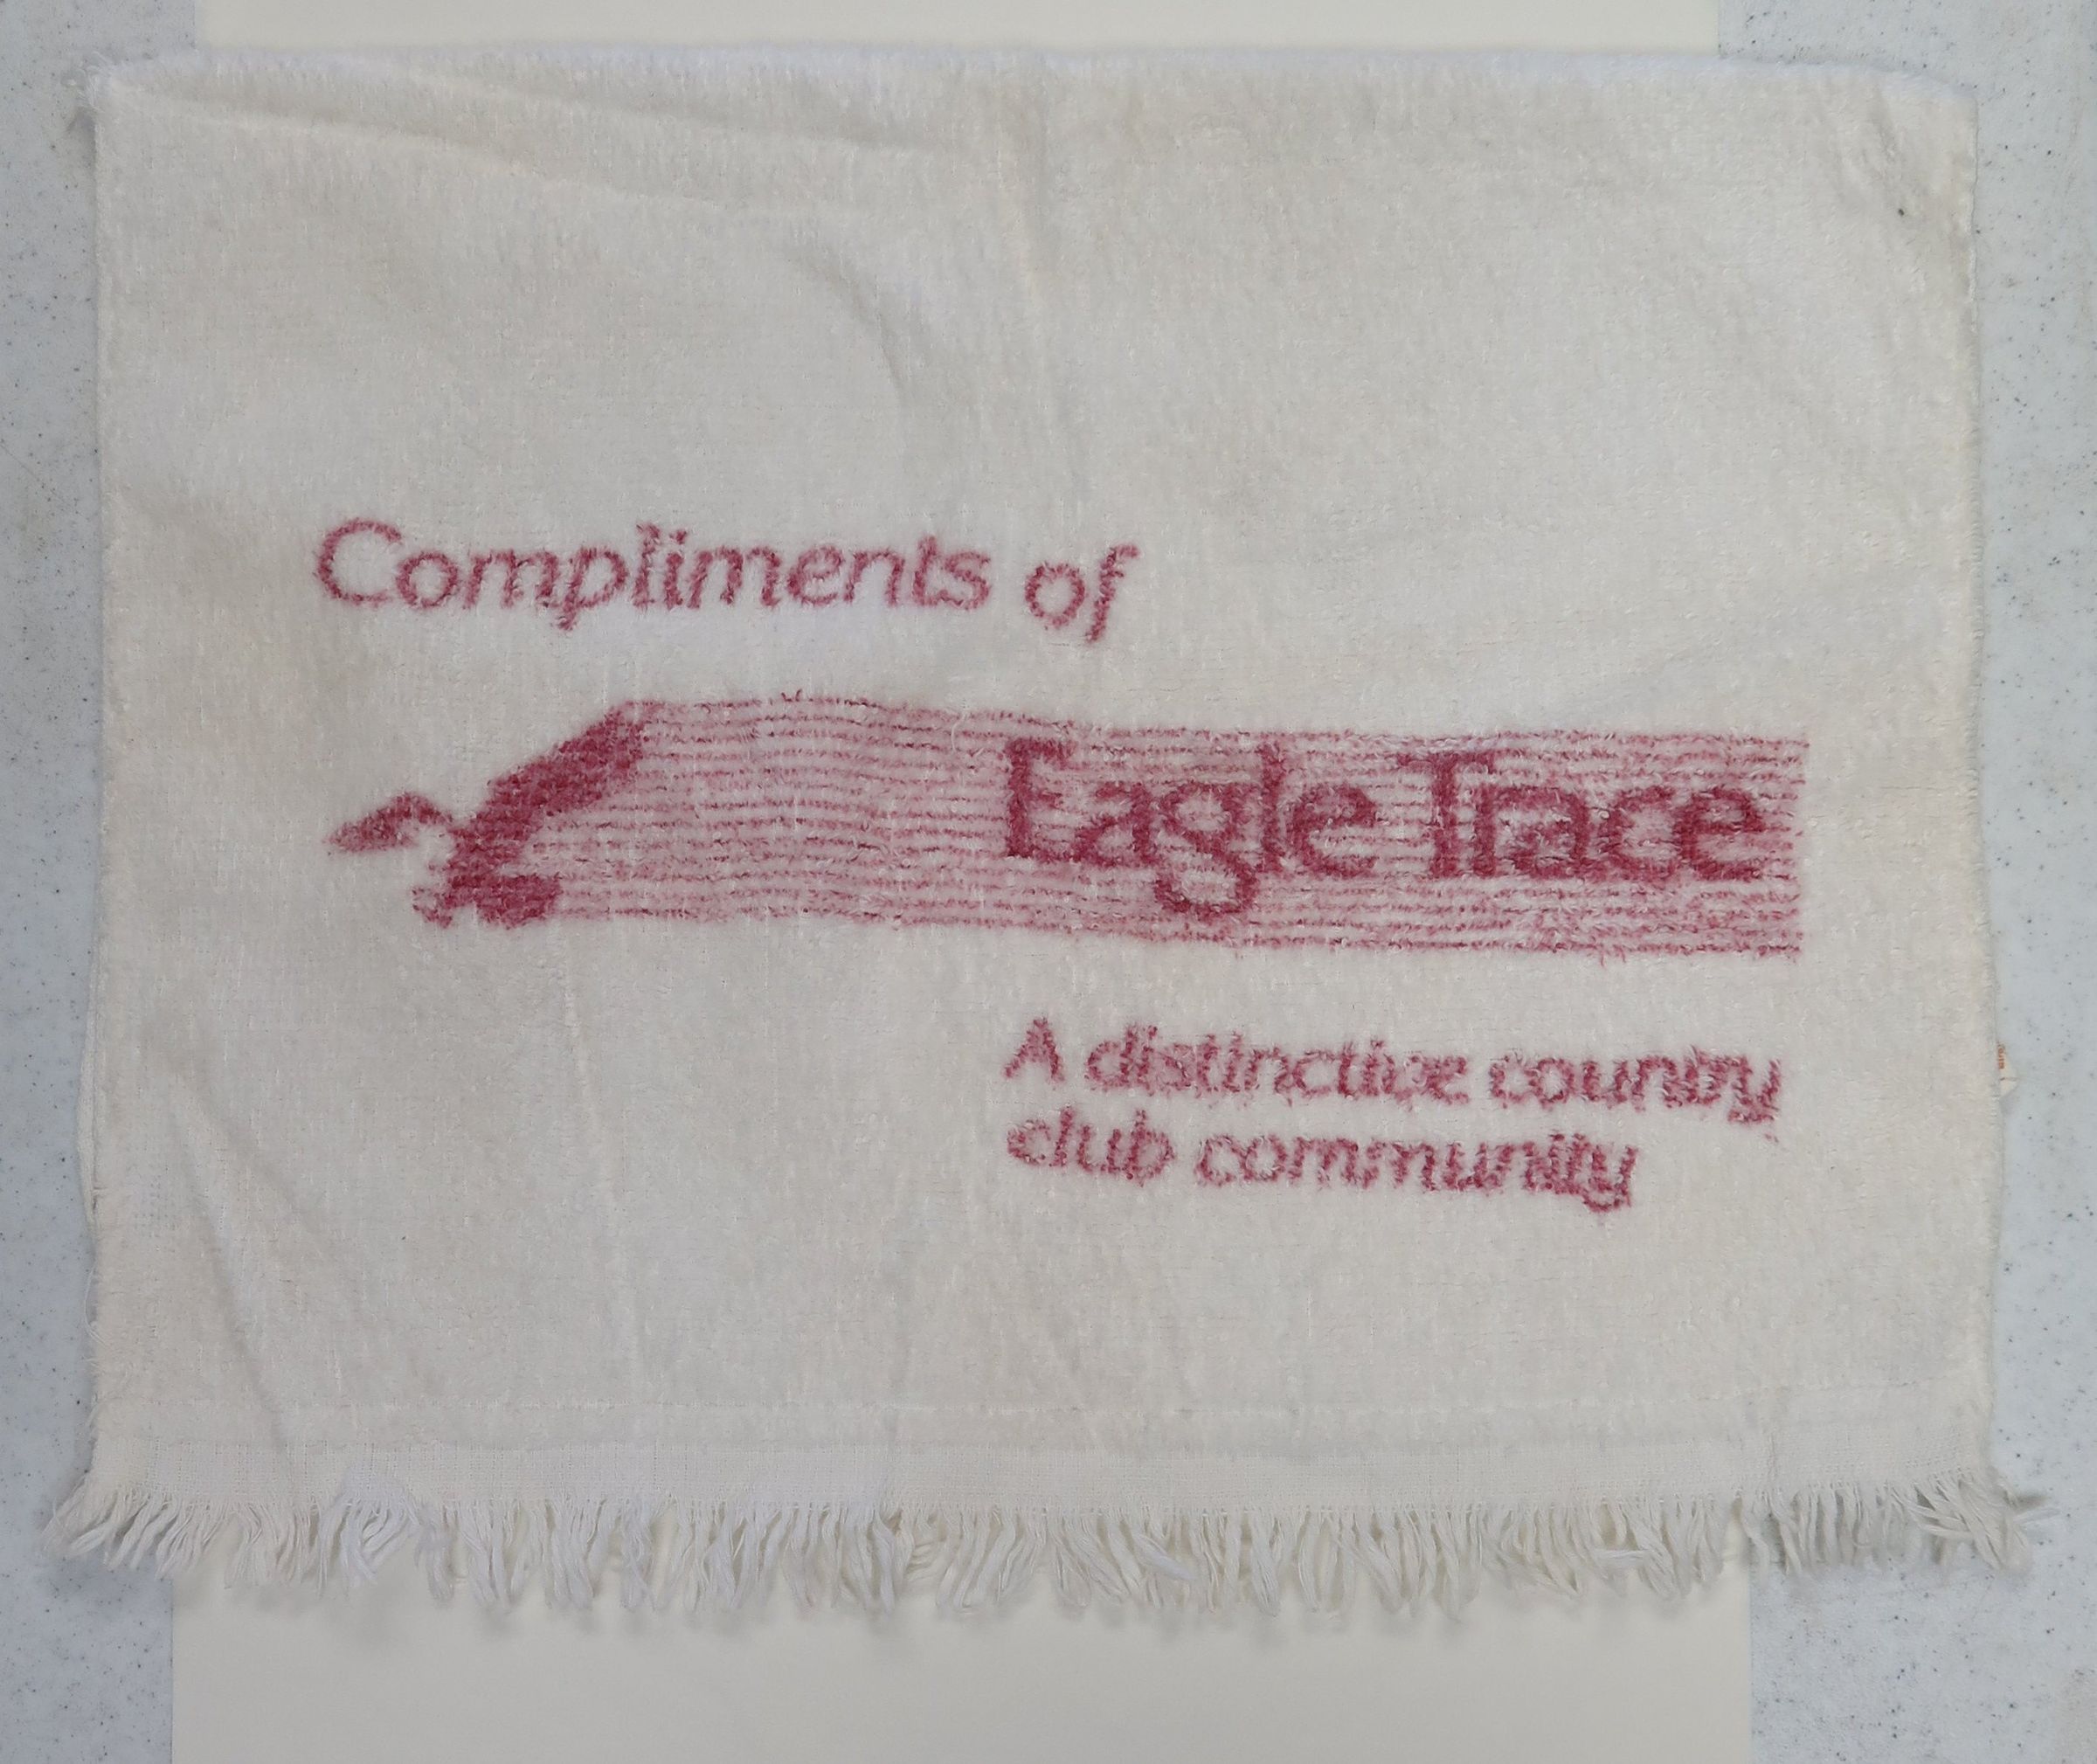 Compliments of
Eagle Trace
A distinctive country
club community